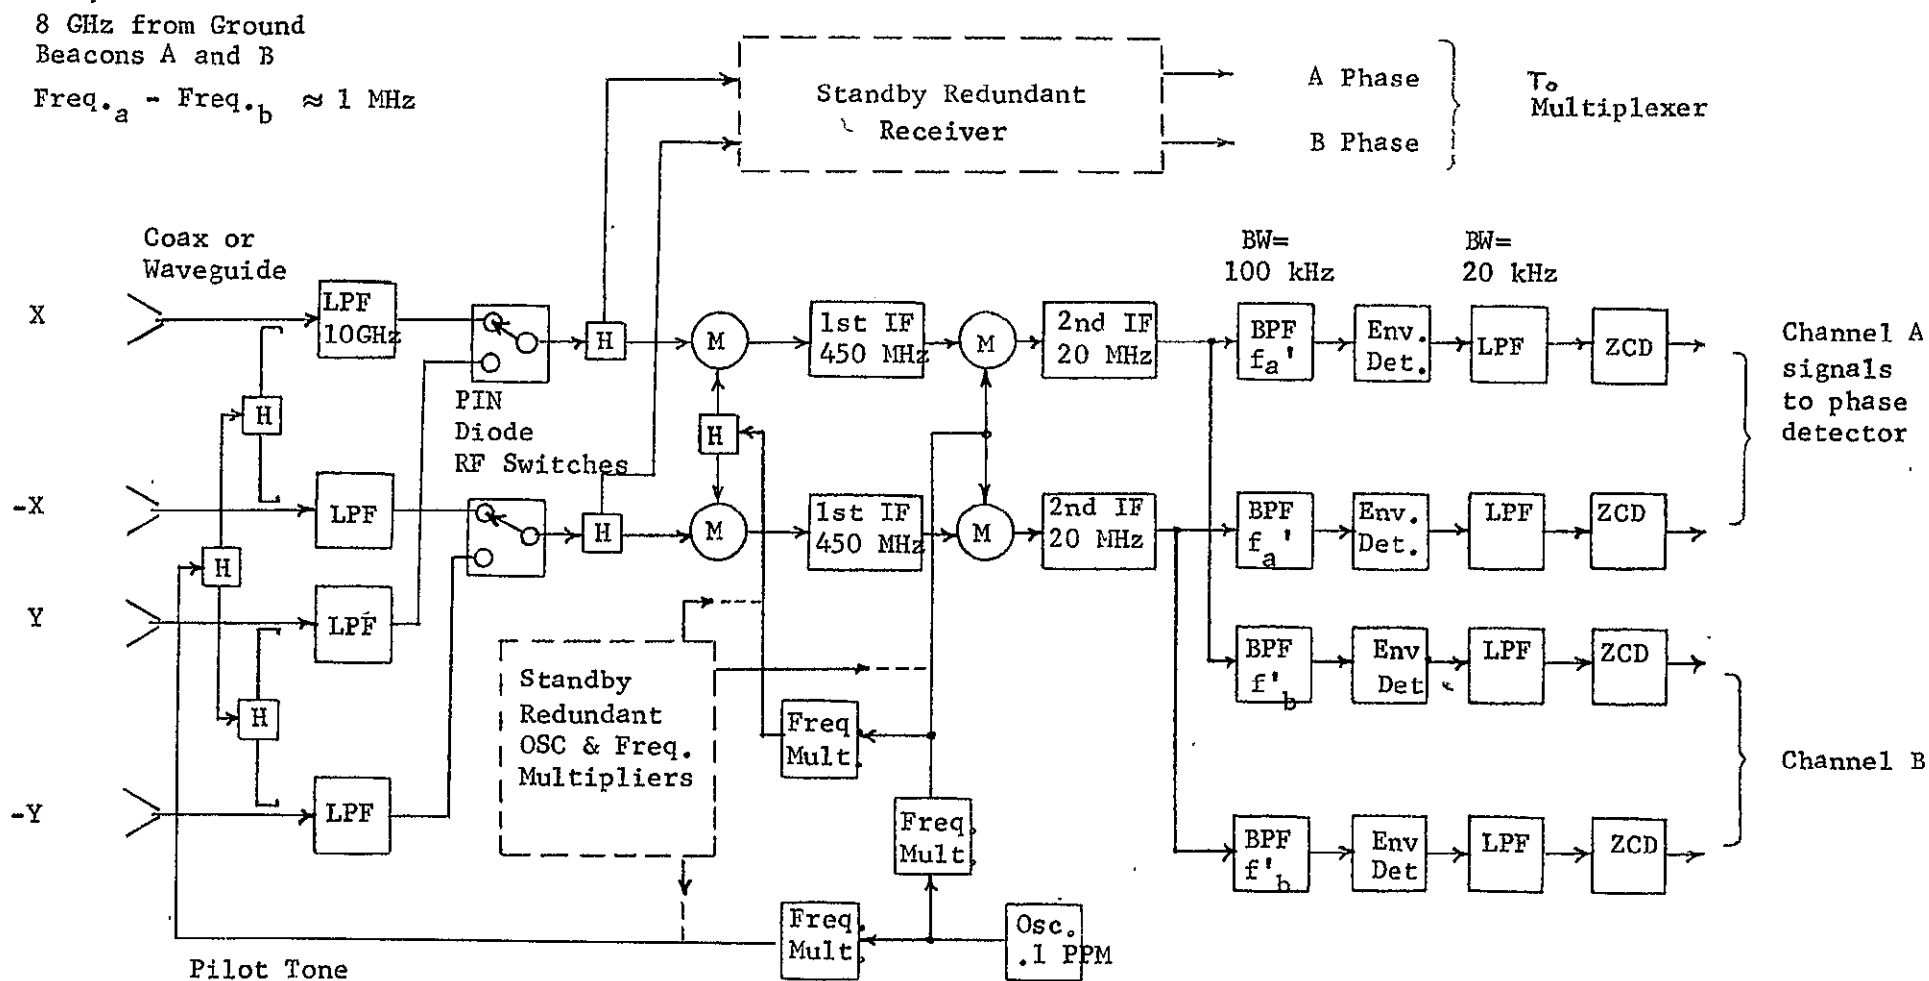 8 GHz from Ground
Beacons A and B
Freq.a - Freq.b ≈ 1 MHz
Standby Redundant
Receiver
A Phase
B Phase
To
Multiplexer
Coax or
Waveguide
BW=
100 kHz
BW=
20 kHz
X
LPF
10GHz
H
M
1st IF
450 MHz
M
2nd IF
20 MHz
BPF
fa'
Env.
Det.
LPF
ZCD
Channel A
signals
to phase
detector
H
PIN
Diode
RF Switches
H
-X
LPF
H
M
1st IF
450 MHz
M
2nd IF
20 MHz
BPF
fa'
Env.
Det.
LPF
ZCD
H
Y
LPF
BPF
f'b
Env
Det
LPF
ZCD
Standby
Redundant
OSC & Freq.
Multipliers
H
Freq.
Mult.
Channel B
-Y
LPF
Freq.
Mult.
BPF
f'b
Env
Det
LPF
ZCD
Freq.
Mult.
Osc.
.1 PPM
Pilot Tone